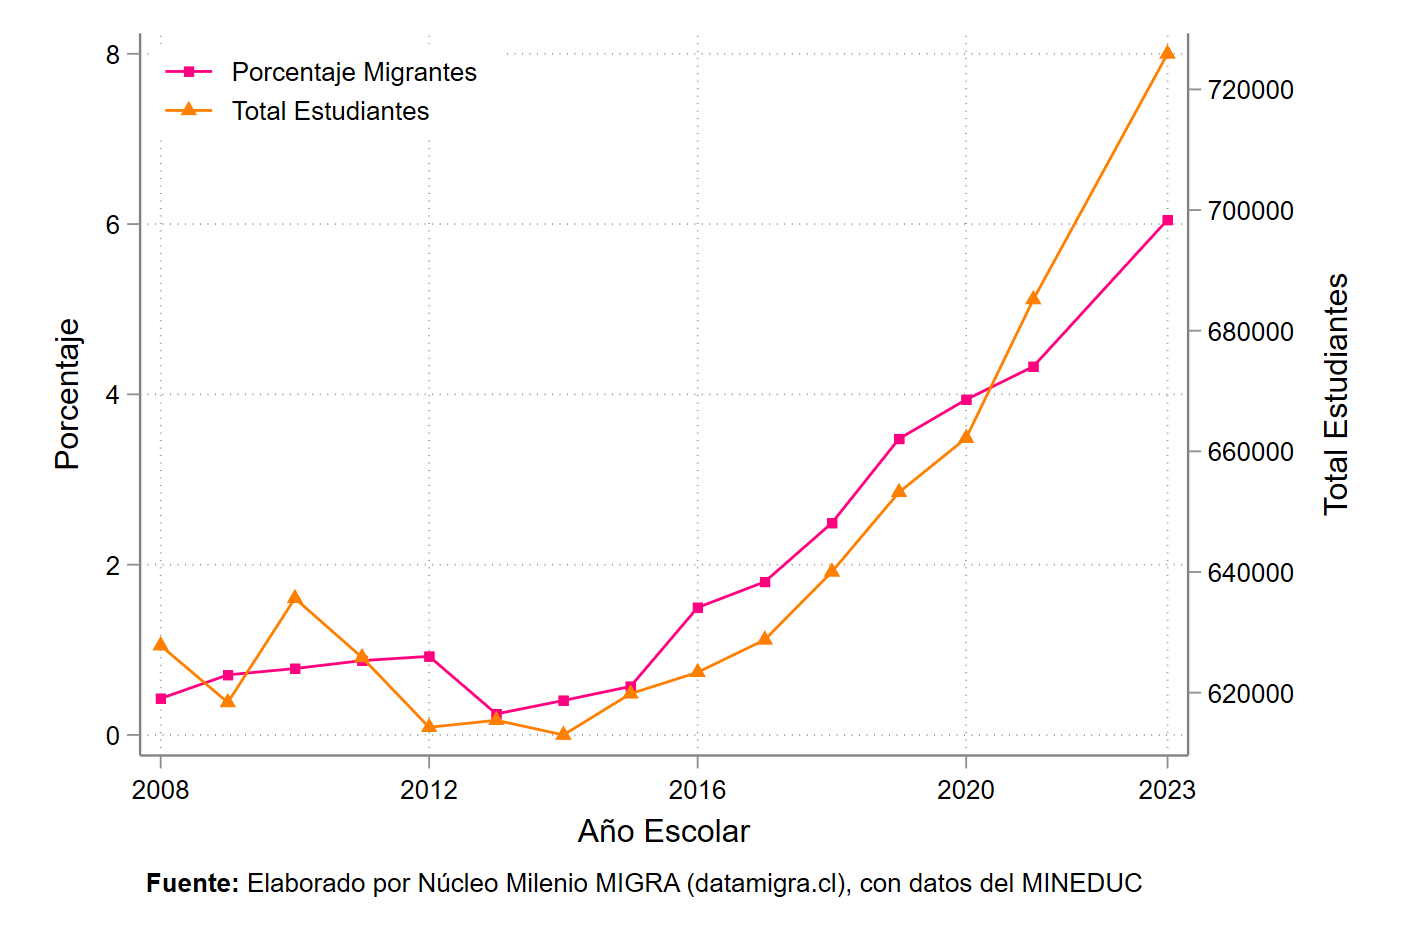 Porcentaje Migrantes
Total Estudiantes
8
6
4
2
0
Porcentaje
720000
700000
680000
660000
640000
620000
Total Estudiantes
2008 2012 2016 2020 2023
Año Escolar
Fuente: Elaborado por Núcleo Milenio MIGRA (datamigra.cl), con datos del MINEDUC